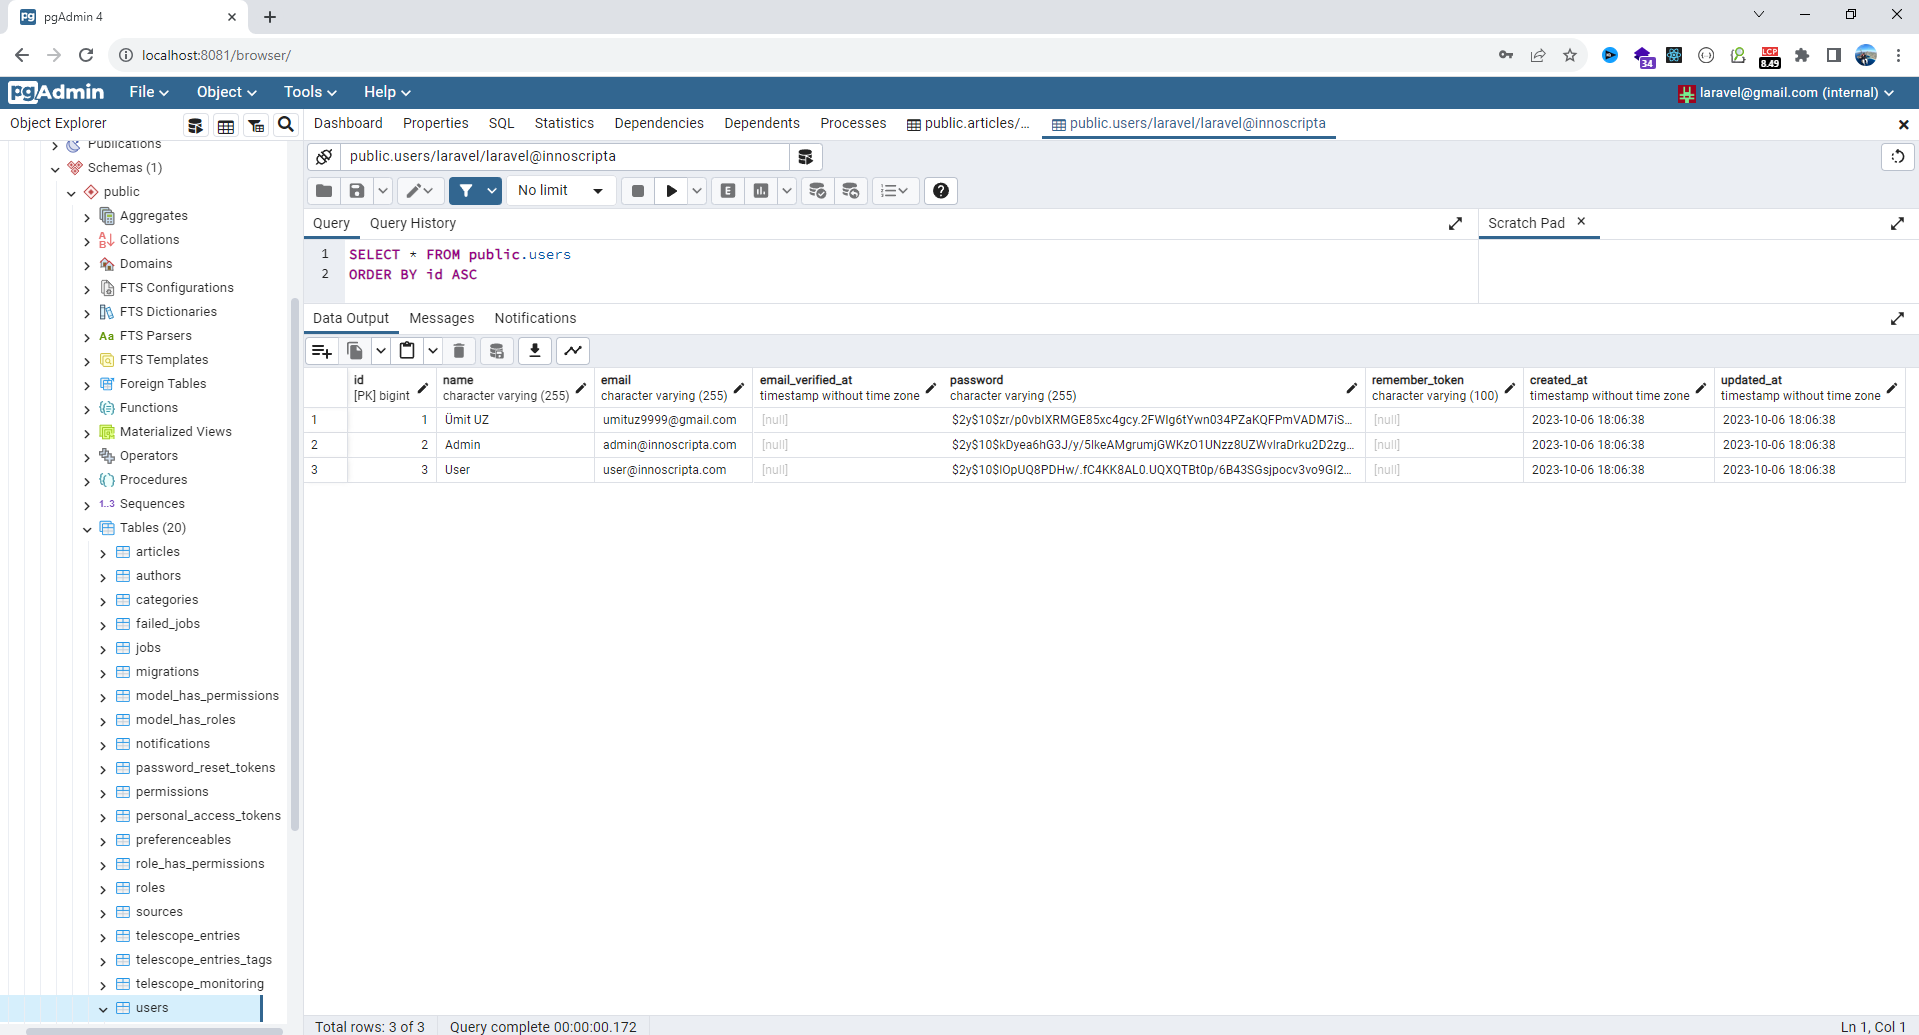 pgAdmin 4
localhost:8081/browser/
34
LCP
8.49
pgAdmin
File
Object
Tools
Help
laravel@gmail.com (internal)
Object Explorer
Dashboard
Properties
SQL
Statistics
Dependencies
Dependents
Processes
public.articles/...
public.users/laravel/laravel@innoscripta
Publications
Schemas (1)
public
Aggregates
Collations
Domains
FTS Configurations
FTS Dictionaries
Aa FTS Parsers
FTS Templates
Foreign Tables
Functions
Materialized Views
Operators
Procedures
1..3 Sequences
Tables (20)
articles
authors
categories
failed_jobs
jobs
migrations
model_has_permissions
model_has_roles
notifications
password_reset_tokens
permissions
personal_access_tokens
preferenceables
role_has_permissions
roles
sources
telescope_entries
telescope_entries_tags
telescope_monitoring
users
public.users/laravel/laravel@innoscripta
No limit
E
Query
Query History
Scratch Pad
1 SELECT * FROM public.users
2 ORDER BY id ASC
Data Output
Messages
Notifications
id name email email_verified_at password remember_token created_at updated_at
[PK] bigint character varying (255) character varying (255) timestamp without time zone character varying (255) character varying (100) timestamp without time zone timestamp without time zone
1 1 Ümit UZ umituz9999@gmail.com [null] $2y$10$zr/p0vbIXRMGE85xc4gcy.2FWIg6tYwn034PZaKQFPmVADM7iS... [null] 2023-10-06 18:06:38 2023-10-06 18:06:38
2 2 Admin admin@innoscripta.com [null] $2y$10$kDyea6hG3J/y/5IkeAMgrumjGWKzO1UNzz8UZWvIraDrku2D2zg... [null] 2023-10-06 18:06:38 2023-10-06 18:06:38
3 3 User user@innoscripta.com [null] $2y$10$IOpUQ8PDHw/.fC4KK8AL0.UQXQTBt0p/6B43SGsjpocv3vo9GI2... [null] 2023-10-06 18:06:38 2023-10-06 18:06:38
Total rows: 3 of 3
Query complete 00:00:00.172
Ln 1, Col 1